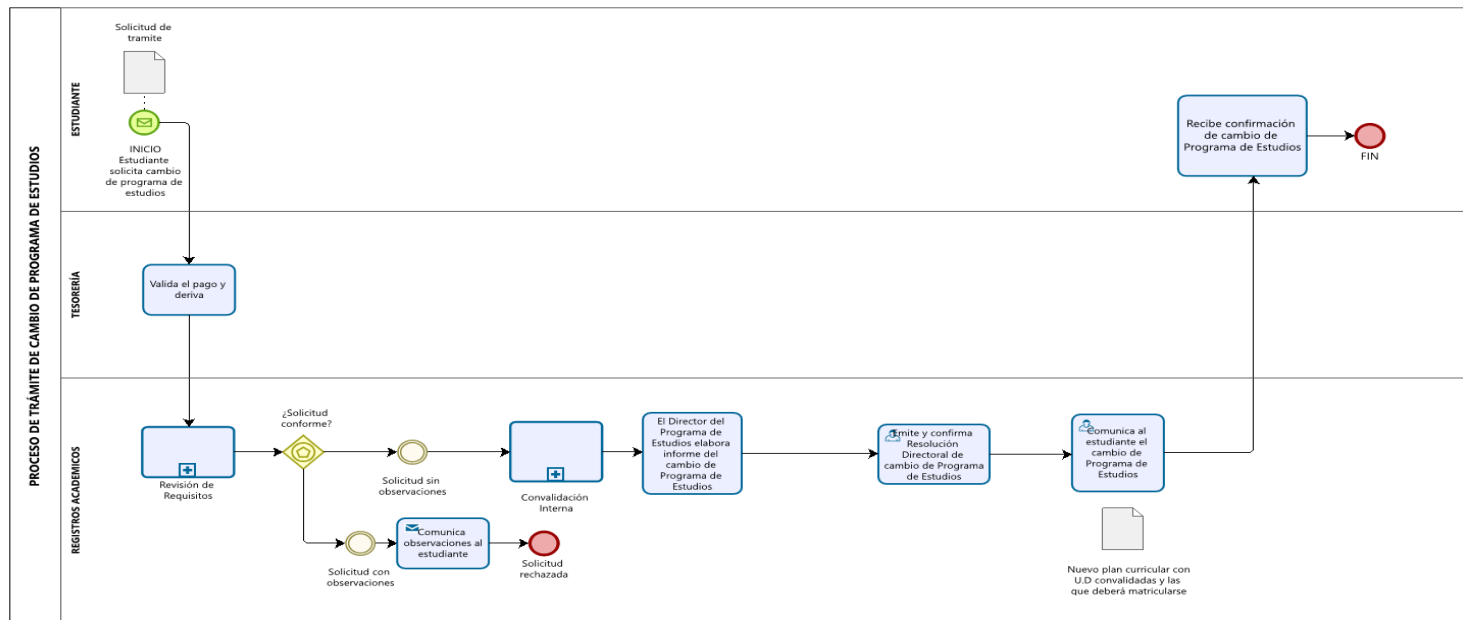 PROCESO DE TRÁMITE DE CAMBIO DE PROGRAMA DE ESTUDIOS
ESTUDIANTE
Solicitud de
tramite
INICIO
Estudiante
solicita cambio
de programa de
estudios
Recibe confirmación
de cambio de
Programa de Estudios
FIN
TESORERÍA
Valida el pago y
deriva
REGISTROS ACADEMICOS
Revisión de
Requisitos
¿Solicitud
conforme?
Solicitud sin
observaciones
Convalidación
Interna
El Director del
Programa de
Estudios elabora
informe del
cambio de
Programa de
Estudios
Emite y confirma
Resolución
Directoral de
cambio de Programa
de Estudios
Comunica al
estudiante el
cambio de
Programa de
Estudios
Solicitud con
observaciones
Comunica
observaciones al
estudiante
Solicitud
rechazada
Nuevo plan curricular con
U.D convalidadas y las
que deberá matricularse